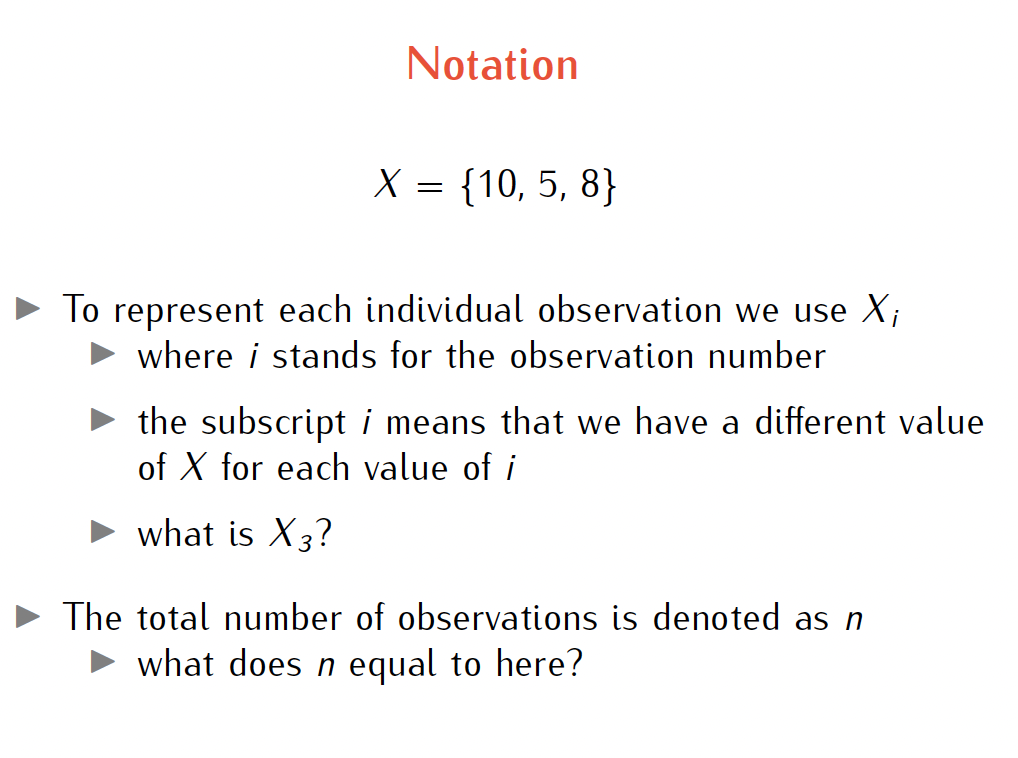 Notation
X = {10, 5, 8}
▶ To represent each individual observation we use Xᵢ
▶ where i stands for the observation number
▶ the subscript i means that we have a different value
of X for each value of i
▶ what is X₃?
▶ The total number of observations is denoted as n
▶ what does n equal to here?